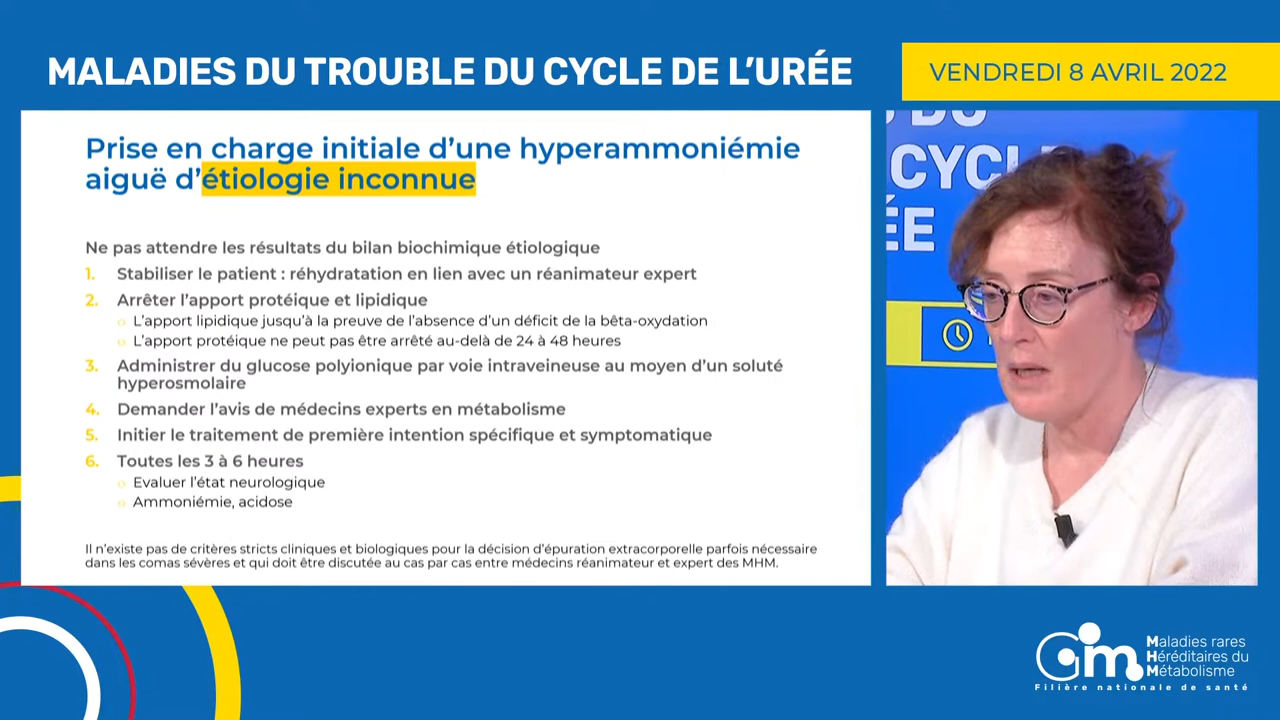 MALADIES DU TROUBLE DU CYCLE DE L'URÉE
VENDREDI 8 AVRIL 2022
Prise en charge initiale d'une hyperammoniémie
aiguë d'étiologie inconnue
Ne pas attendre les résultats du bilan biochimique étiologique
1. Stabiliser le patient : réhydratation en lien avec un réanimateur expert
2. Arrêter l'apport protéique et lipidique
o L'apport lipidique jusqu'à la preuve de l'absence d'un déficit de la bêta-oxydation
o L'apport protéique ne peut pas être arrêté au-delà de 24 à 48 heures
3. Administrer du glucose polyionique par voie intraveineuse au moyen d'un soluté
hyperosmolaire
4. Demander l'avis de médecins experts en métabolisme
5. Initier le traitement de première intention spécifique et symptomatique
6. Toutes les 3 à 6 heures
o Evaluer l'état neurologique
o Ammoniémie, acidose
Il n'existe pas de critères stricts cliniques et biologiques pour la décision d'épuration extracorporelle parfois nécessaire
dans les comas sévères et qui doit être discutée au cas par cas entre médecins réanimateur et expert des MHM.
DU
CYCL
ÉE
Maladies rares
Héréditaires du
Métabolisme
Filière nationale de santé